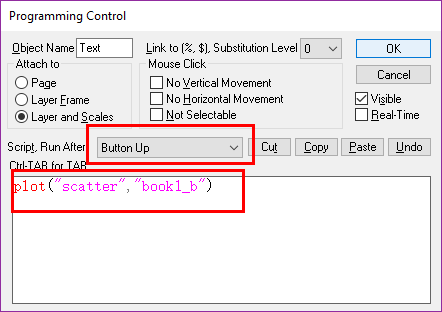 Programming Control
Object Name Text Link to (%, $), Substitution Level 0 OK
Attach to Mouse Click Cancel
Page No Vertical Movement
Layer Frame No Horizontal Movement Visible
Layer and Scales Not Selectable Real-Time
Script, Run After Button Up Cut Copy Paste Undo
Ctrl-TAB for TAB
plot("scatter","book1_b")